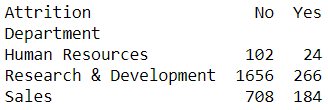 Attrition No Yes
Department
Human Resources 102 24
Research & Development 1656 266
Sales 708 184